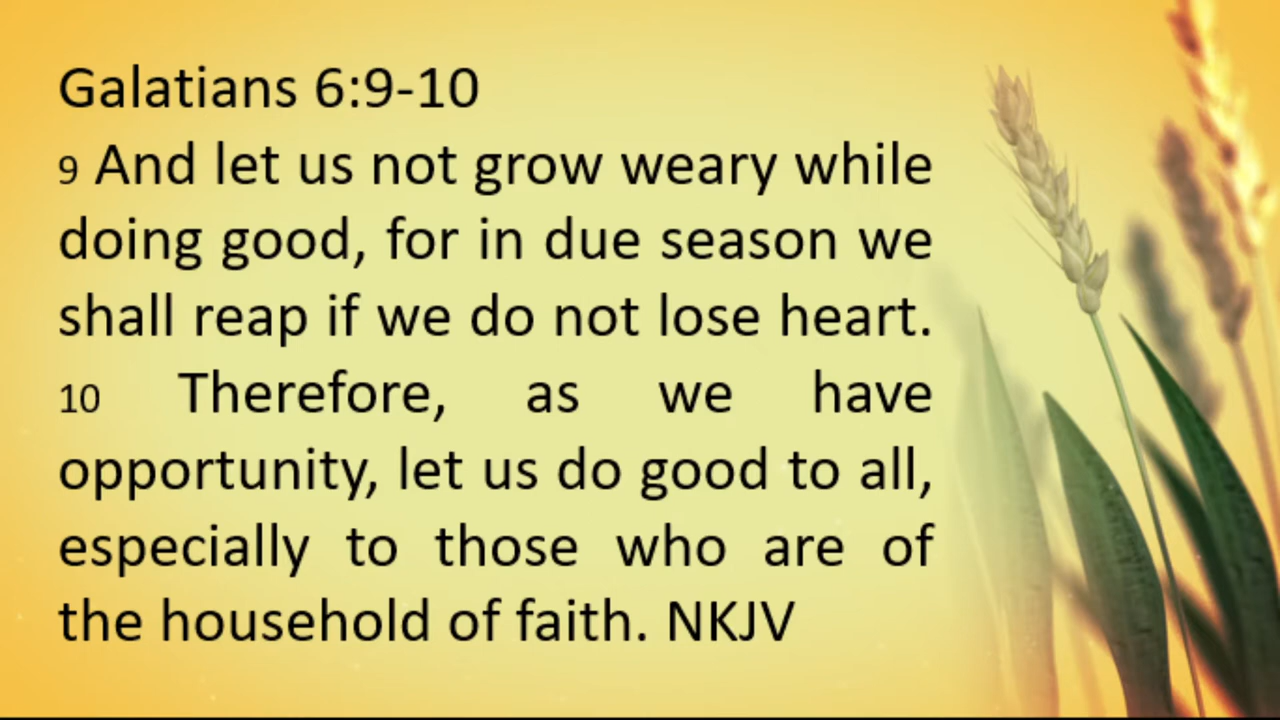 Galatians 6:9-10
9 And let us not grow weary while
doing good, for in due season we
shall reap if we do not lose heart.
10 Therefore, as we have
opportunity, let us do good to all,
especially to those who are of
the household of faith. NKJV